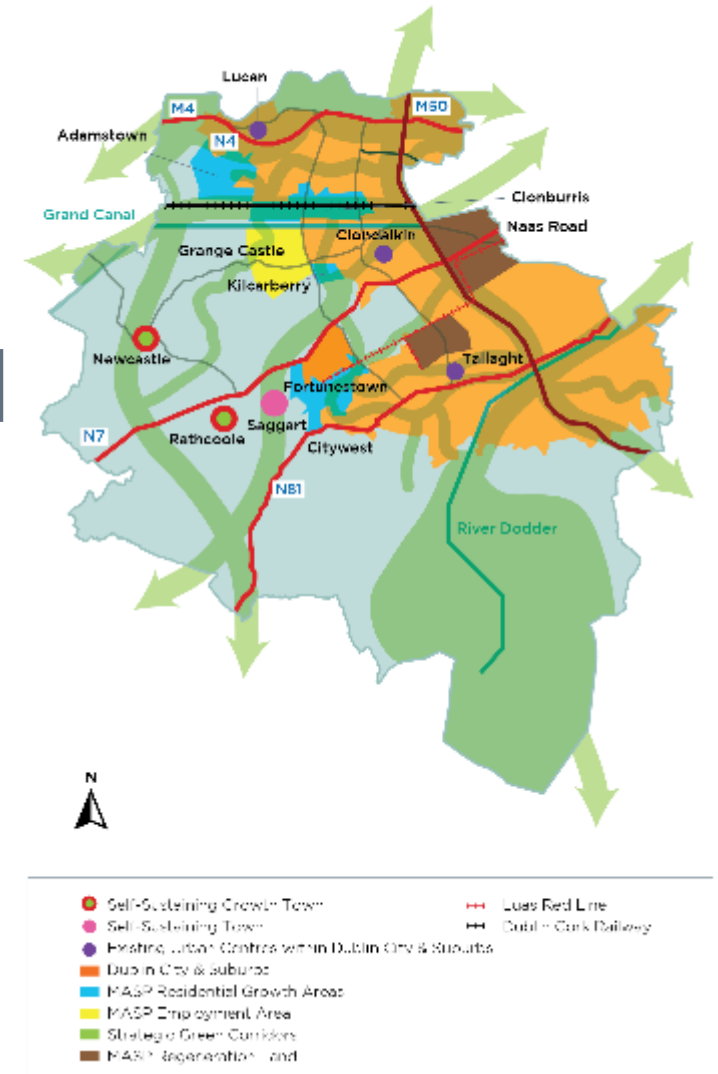 Lucan
M4
M50
Adamstown
N4
Clonburris
Grand Canal
Naas Road
Clondalkin
Grange Castle
Kilcarberry
Newcastle
Tallaght
Fortunestown
Saggart
N7
Rathcoole
Citywest
N81
River Dodder
N
Self-Sustaining Growth Town
Self-Sustaining Town
Existing Urban Centres within Dublin City & Suburbs
Dublin City & Suburbs
MASP Residential Growth Areas
MASP Employment Area
Strategic Green Corridors
MASP Regeneration Land
Luas Red Line
Dublin Cork Railway